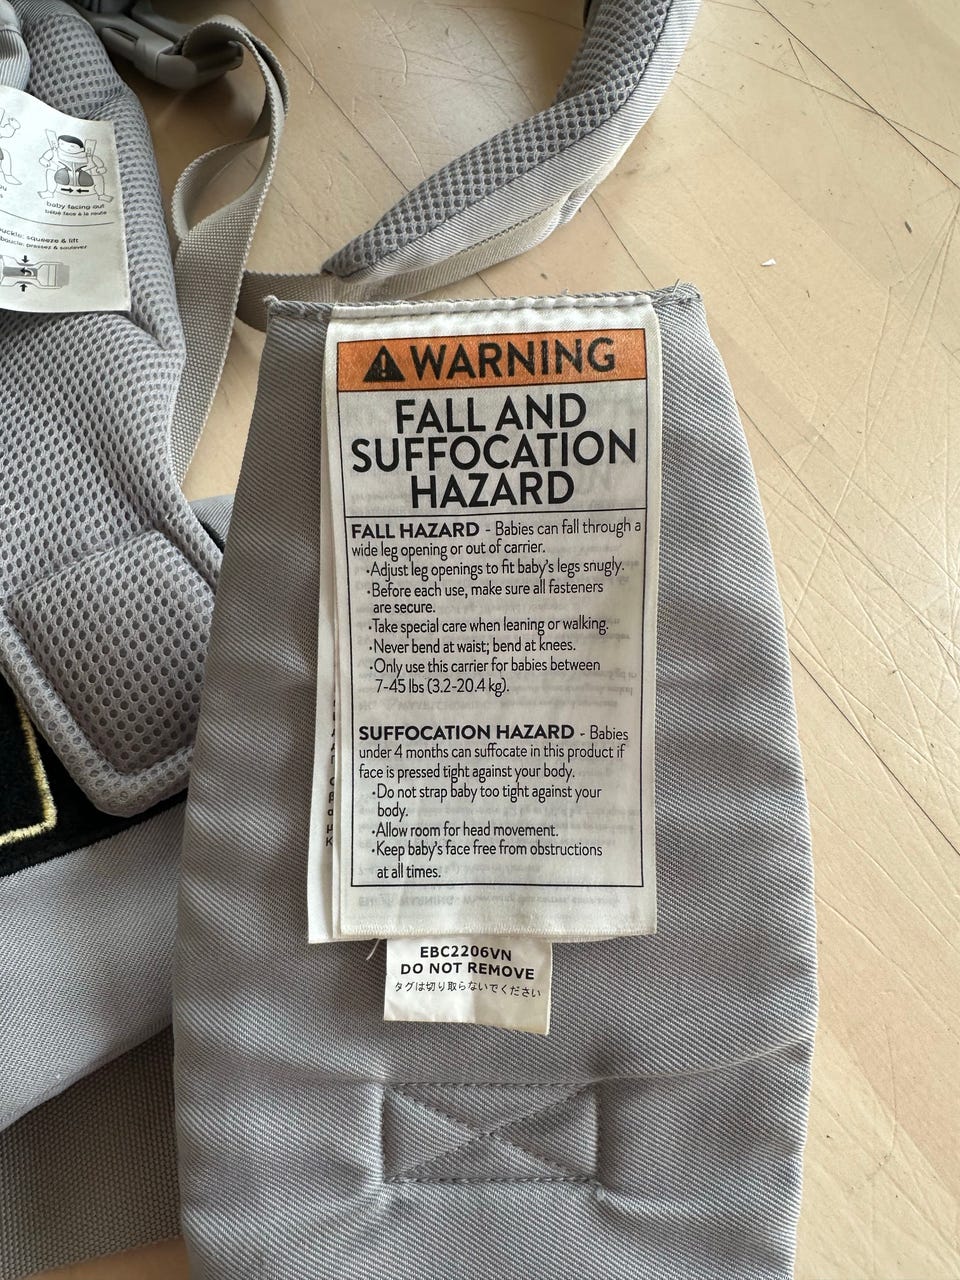 baby facing out
bébé face à la route
buckle: squeeze & lift
boucle: pressez & soulever
WARNING
FALL AND
SUFFOCATION
HAZARD
FALL HAZARD - Babies can fall through a
wide leg opening or out of carrier.
•Adjust leg openings to fit baby's legs snugly.
•Before each use, make sure all fasteners
are secure.
•Take special care when leaning or walking.
•Never bend at waist; bend at knees.
•Only use this carrier for babies between
7-45 lbs (3.2-20.4 kg).
SUFFOCATION HAZARD - Babies
under 4 months can suffocate in this product if
face is pressed tight against your body.
•Do not strap baby too tight against your
body.
•Allow room for head movement.
•Keep baby's face free from obstructions
at all times.
EBC2206VN
DO NOT REMOVE
タグは切り取らないでください